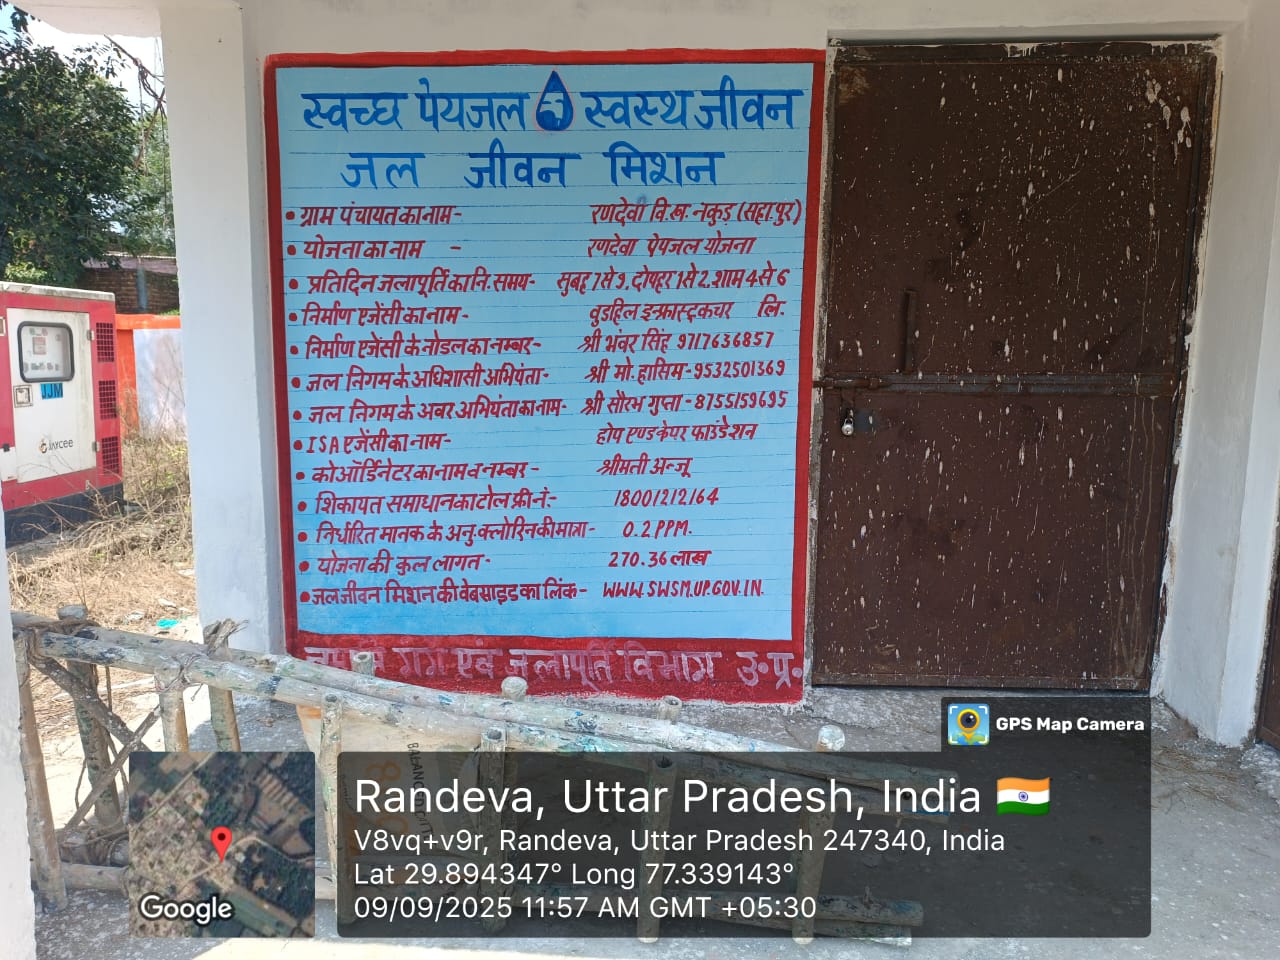 स्वच्छ पेयजल स्वस्थ जीवन
जल जीवन मिशन
• ग्राम पंचायत का नाम- रणदेवा वि.ख. नकुड़ (सहा.पुर)
• योजना का नाम - रणदेवा पेयजल योजना
• प्रतिदिन जलापूर्ति का नि. समय- सुबह 7 से 9, दोपहर 1 से 2, शाम 4 से 6
• निर्माण एजेंसी का नाम- वुडहिल इन्फ्रास्ट्रकचर लि.
• निर्माण एजेंसी के नोडल का नम्बर- श्री भंवर सिंह 9717636857
• जल निगम के अधिशासी अभियंता- श्री मो. हासिम-9532501369
• जल निगम के अवर अभियंता का नाम- श्री सौरभ गुप्ता-8755159695
• ISA एजेंसी का नाम- होप एण्ड केयर फाउंडेशन
• कोऑर्डिनेटर का नाम व नम्बर- श्रीमती अन्जू
• शिकायत समाधान का टोल फ्री नं:- 18001212164
• निर्धारित मानक के अनु. क्लोरिन की मात्रा- 0.2 PPM.
• योजना की कुल लागत- 270.36 लाख
• जल जीवन मिशन की वेबसाइड का लिंक- WWW.SWSM.UP.GOV.IN.
एवं जलापूर्ति विभाग उ॰प्र॰
JJM
JAYCEE
GPS Map Camera
Randeva, Uttar Pradesh, India
V8vq+v9r, Randeva, Uttar Pradesh 247340, India
Lat 29.894347° Long 77.339143°
09/09/2025 11:57 AM GMT +05:30
Google